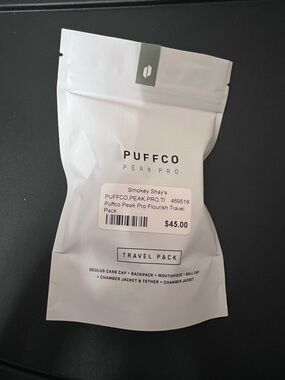 PUFFCO
PEAK PRO
Smokey Shay's
PUFFCO.PEAK.PRO.TI 469516
Puffco Peak Pro Flourish Travel
Pack
$45.00
TRAVEL PACK
OCULUS CARB CAP • BACKPACK • MOUTHPIECE • BALL CAP
• CHAMBER JACKET & TETHER • CHAMBER JACKET